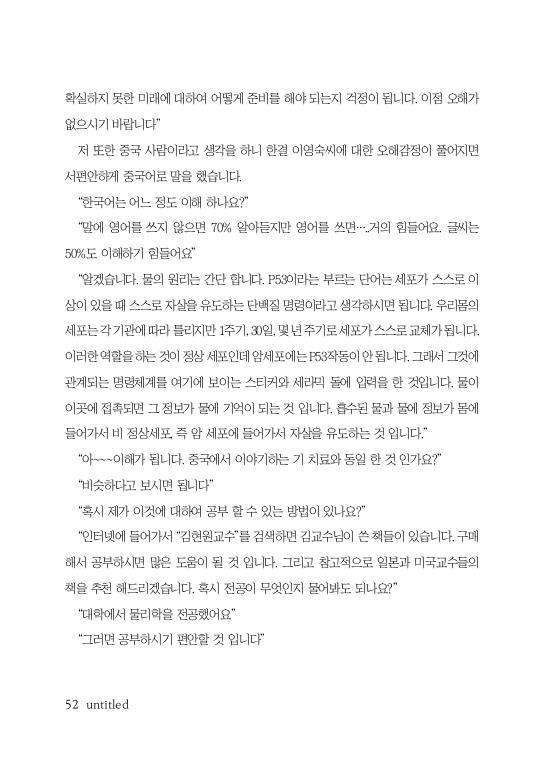 확실하지 못한 미래에 대하여 어떻게 준비를 해야 되는지 걱정이 됩니다. 이점 오해가
없으시기 바랍니다”
저 또한 중국 사람이라고 생각을 하니 한결 이영숙씨에 대한 오해감정이 풀어지면
서편안하게 중국어로 말을 했습니다.
“한국어는 어느 정도 이해 하나요?”
“말에 영어를 쓰지 않으면 70% 알아듣지만 영어를 쓰면…..거의 힘들어요. 글씨는
50%도 이해하기 힘들어요”
“알겠습니다. 물의 원리는 간단 합니다. P53이라는 부르는 단어는 세포가 스스로 이
상이 있을 때 스스로 자살을 유도하는 단백질 명령이라고 생각하시면 됩니다. 우리몸의
세포는 각 기관에 따라 틀리지만 1주기, 30일, 몇 년 주기로 세포가 스스로 교체가 됩니다.
이러한 역할을 하는 것이 정상 세포인데 암세포에는 P53작동이 안 됩니다. 그래서 그것에
관계되는 명령체계를 여기에 보이는 스티커와 세라믹 돌에 입력을 한 것입니다. 물이
이곳에 접촉되면 그 정보가 물에 기억이 되는 것 입니다. 흡수된 물과 물에 정보가 몸에
들어가서 비 정상세포, 즉 암 세포에 들어가서 자살을 유도하는 것 입니다.”
“아~~~이해가 됩니다. 중국에서 이야기하는 기 치료와 동일 한 것 인가요?”
“비슷하다고 보시면 됩니다”
“혹시 제가 이것에 대하여 공부 할 수 있는 방법이 있나요?”
“인터넷에 들어가서 “김현원교수”를 검색하면 김교수님이 쓴 책들이 있습니다. 구매
해서 공부하시면 많은 도움이 될 것 입니다. 그리고 참고적으로 일본과 미국교수들의
책을 추천 해드리겠습니다. 혹시 전공이 무엇인지 물어봐도 되나요?”
“대학에서 물리학을 전공했어요”
“그러면 공부하시기 편안할 것 입니다”
52 untitled